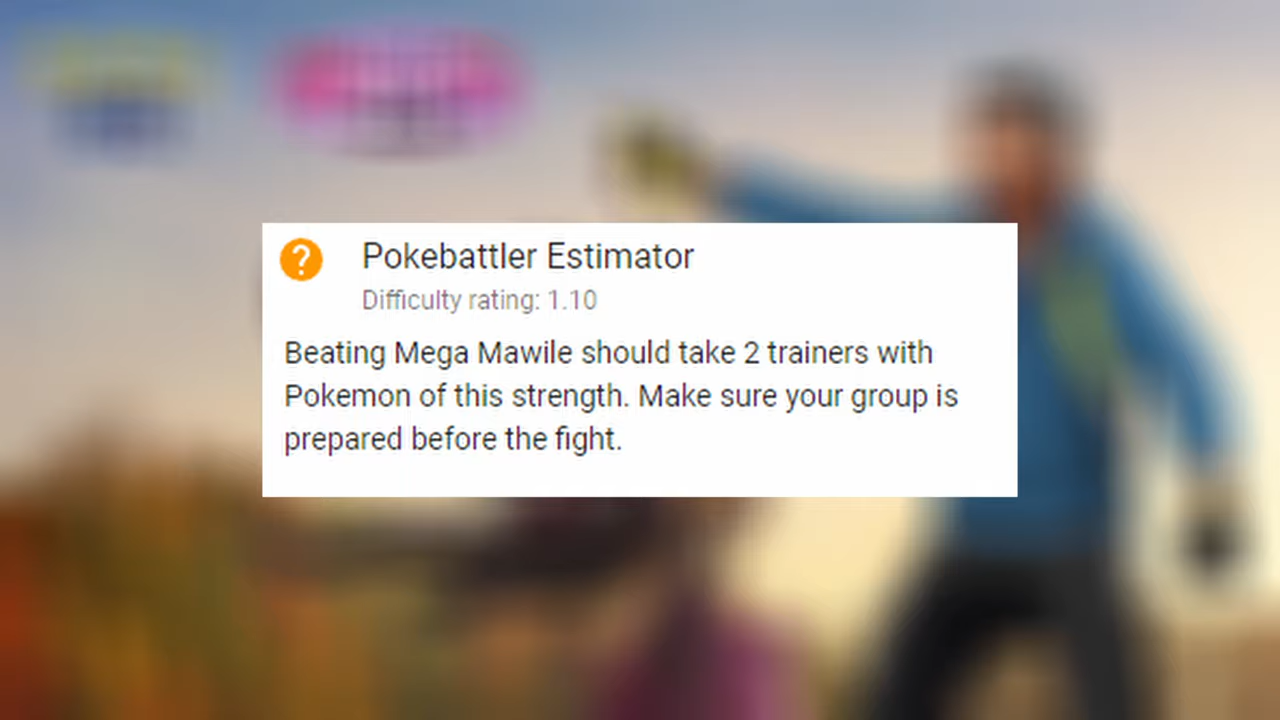 Pokebattler Estimator
Difficulty rating: 1.10
Beating Mega Mawile should take 2 trainers with
Pokemon of this strength. Make sure your group is
prepared before the fight.